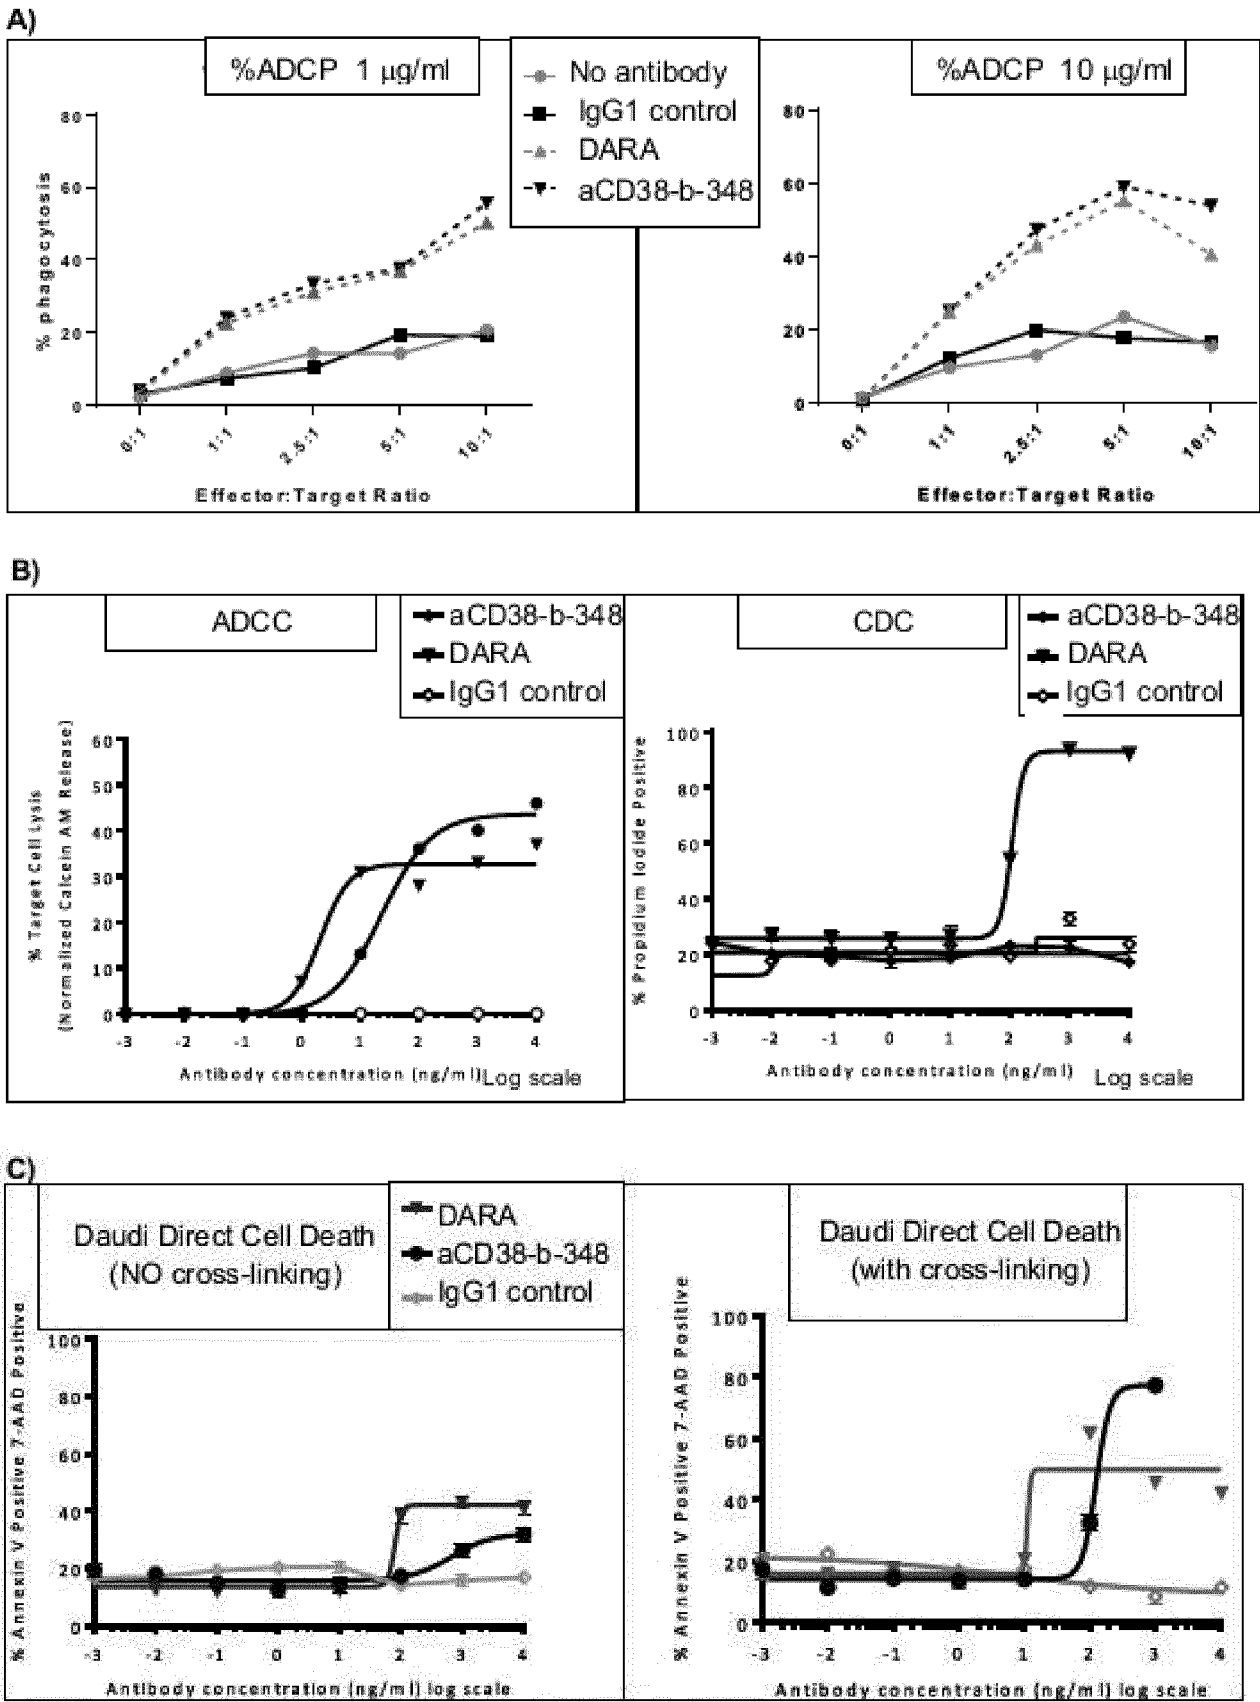 A)
%ADCP 1 µg/ml
No antibody
IgG1 control
DARA
aCD38-b-348
%ADCP 10 µg/ml
% phagocytosis
80
60
40
20
0
0:1
1:1
2.5:1
5:1
10:1
Effector:Target Ratio
80
60
40
20
0
0:1
1:1
2.5:1
5:1
10:1
Effector:Target Ratio
B)
ADCC
aCD38-b-348
DARA
IgG1 control
% Target Cell Lysis
(Normalized Calcein AM Release)
60
50
40
30
20
10
0
-3
-2
-1
0
1
2
3
4
Antibody concentration (ng/ml) Log scale
CDC
aCD38-b-348
DARA
IgG1 control
% Propidium Iodide Positive
100
80
60
40
20
0
-3
-2
-1
0
1
2
3
4
Antibody concentration (ng/ml) Log scale
C)
Daudi Direct Cell Death
(NO cross-linking)
DARA
aCD38-b-348
IgG1 control
% Annexin V Positive 7-AAD Positive
100
80
60
40
20
0
-3
-2
-1
0
1
2
3
4
Antibody concentration (ng/ml) log scale
Daudi Direct Cell Death
(with cross-linking)
% Annexin V Positive 7-AAD Positive
100
80
60
40
20
0
-3
-2
-1
0
1
2
3
4
Antibody concentration (ng/ml) log scale